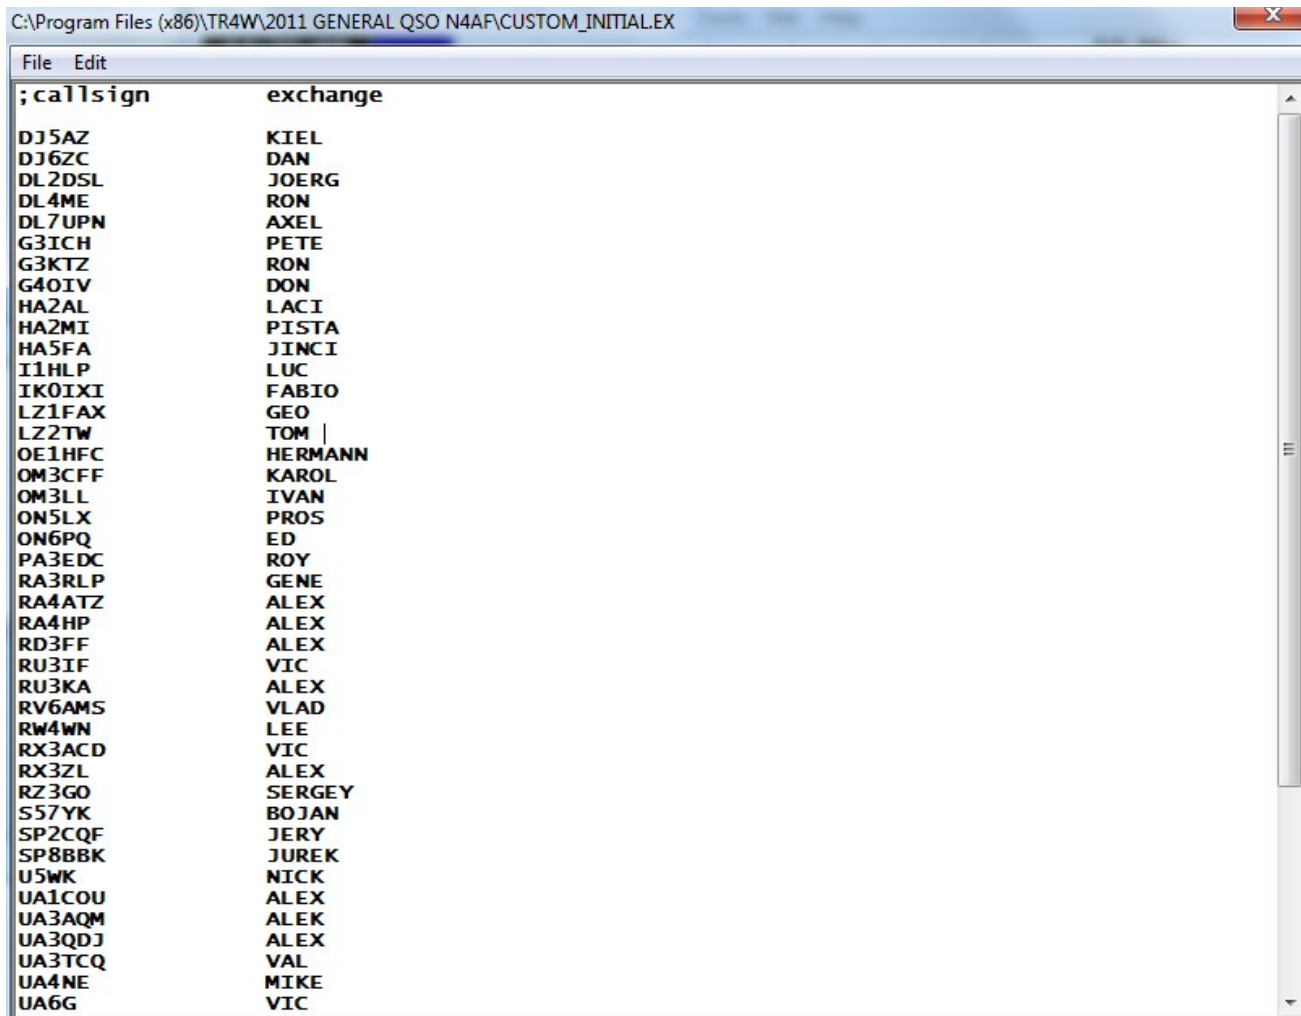 C:\Program Files (x86)\TR4W\2011 GENERAL QSO N4AF\CUSTOM_INITIAL.EX
File Edit
;callsign exchange
DJ5AZ KIEL
DJ6ZC DAN
DL2DSL JOERG
DL4ME RON
DL7UPN AXEL
G3ICH PETE
G3KTZ RON
G4OIV DON
HA2AL LACI
HA2MI PISTA
HA5FA JINCI
I1HLP LUC
IK0IXI FABIO
LZ1FAX GEO
LZ2TW TOM
OE1HFC HERMANN
OM3CFF KAROL
OM3LL IVAN
ON5LX PROS
ON6PQ ED
PA3EDC ROY
RA3RLP GENE
RA4ATZ ALEX
RA4HP ALEX
RD3FF ALEX
RU3IF VIC
RU3KA ALEX
RV6AMS VLAD
RW4WN LEE
RX3ACD VIC
RX3ZL ALEX
RZ3GO SERGEY
S57YK BOJAN
SP2CQF JERY
SP8BBK JUREK
U5WK NICK
UA1COU ALEX
UA3AQM ALEK
UA3QDJ ALEX
UA3TCQ VAL
UA4NE MIKE
UA6G VIC